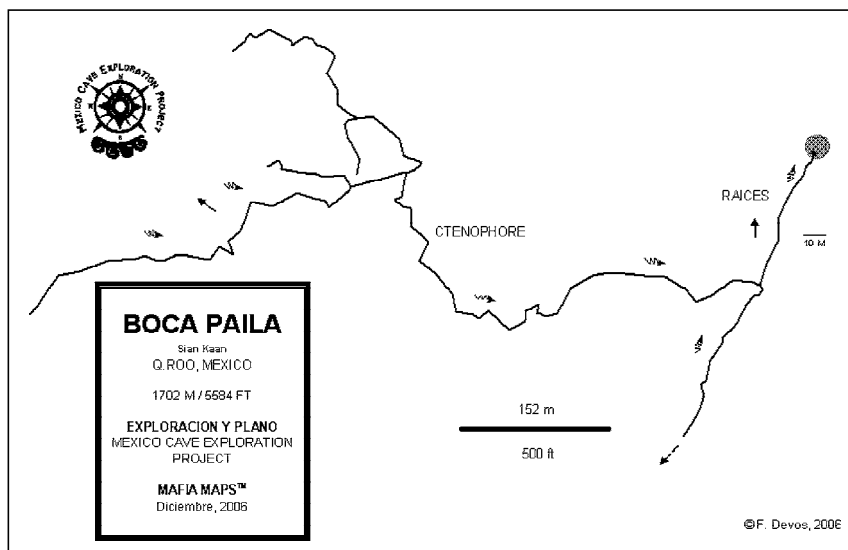 MEXICO CAVE EXPLORATION PROJECT
N
E
S
RAICES
CTENOPHORE
10 M
BOCA PAILA
Sian Kaan
Q.ROO, MEXICO
1702 M / 5584 FT
EXPLORACION Y PLANO
MEXICO CAVE EXPLORATION
PROJECT
MAFIA MAPS™
Diciembre, 2006
152 m
500 ft
©F. Devos, 2006